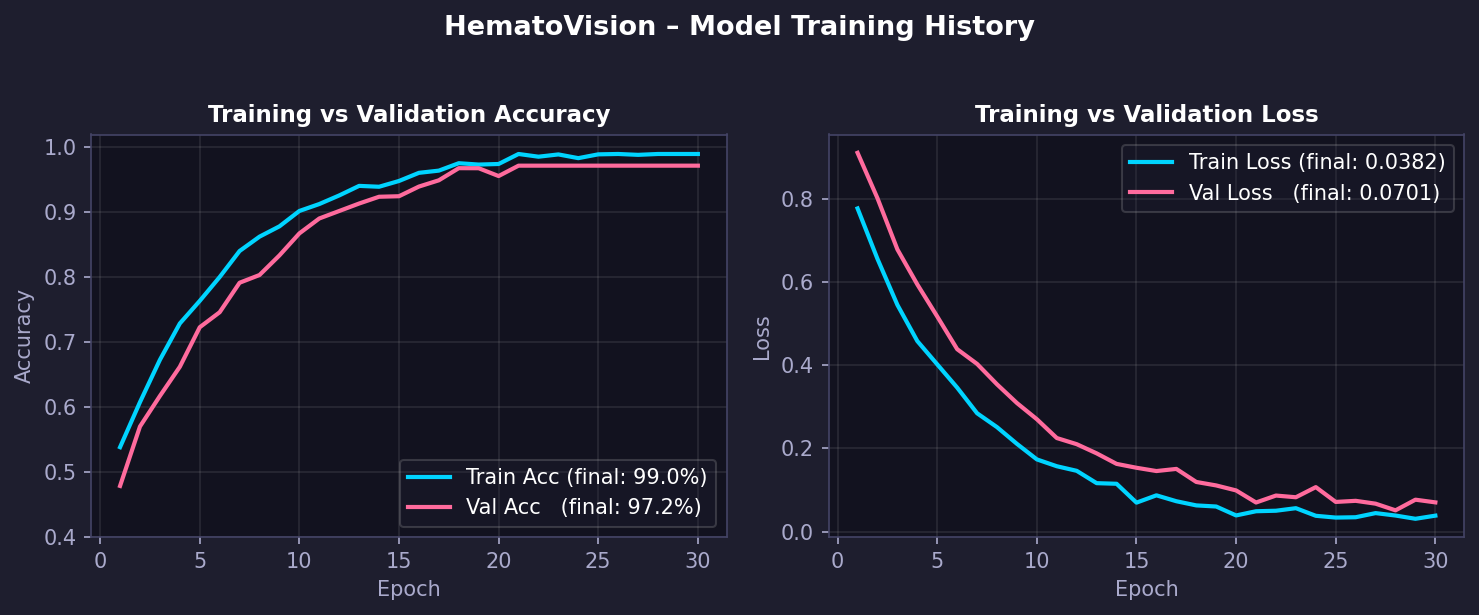 HematoVision – Model Training History
Training vs Validation Accuracy
1.0
0.9
0.8
0.7
0.6
0.5
0.4
Accuracy
Train Acc (final: 99.0%)
Val Acc   (final: 97.2%)
0 5 10 15 20 25 30
Epoch
Training vs Validation Loss
0.8
0.6
0.4
0.2
0.0
Loss
Train Loss (final: 0.0382)
Val Loss   (final: 0.0701)
0 5 10 15 20 25 30
Epoch